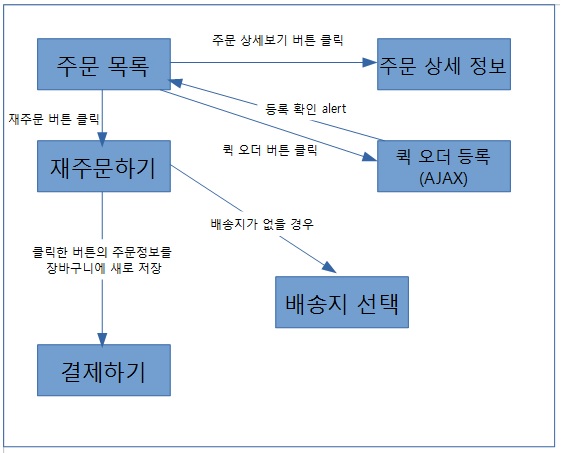 주문 상세보기 버튼 클릭
주문 목록
주문 상세 정보
등록 확인 alert
재주문 버튼 클릭
퀵 오더 버튼 클릭
재주문하기
퀵 오더 등록
(AJAX)
배송지가 없을 경우
클릭한 버튼의 주문정보를
장바구니에 새로 저장
배송지 선택
결제하기